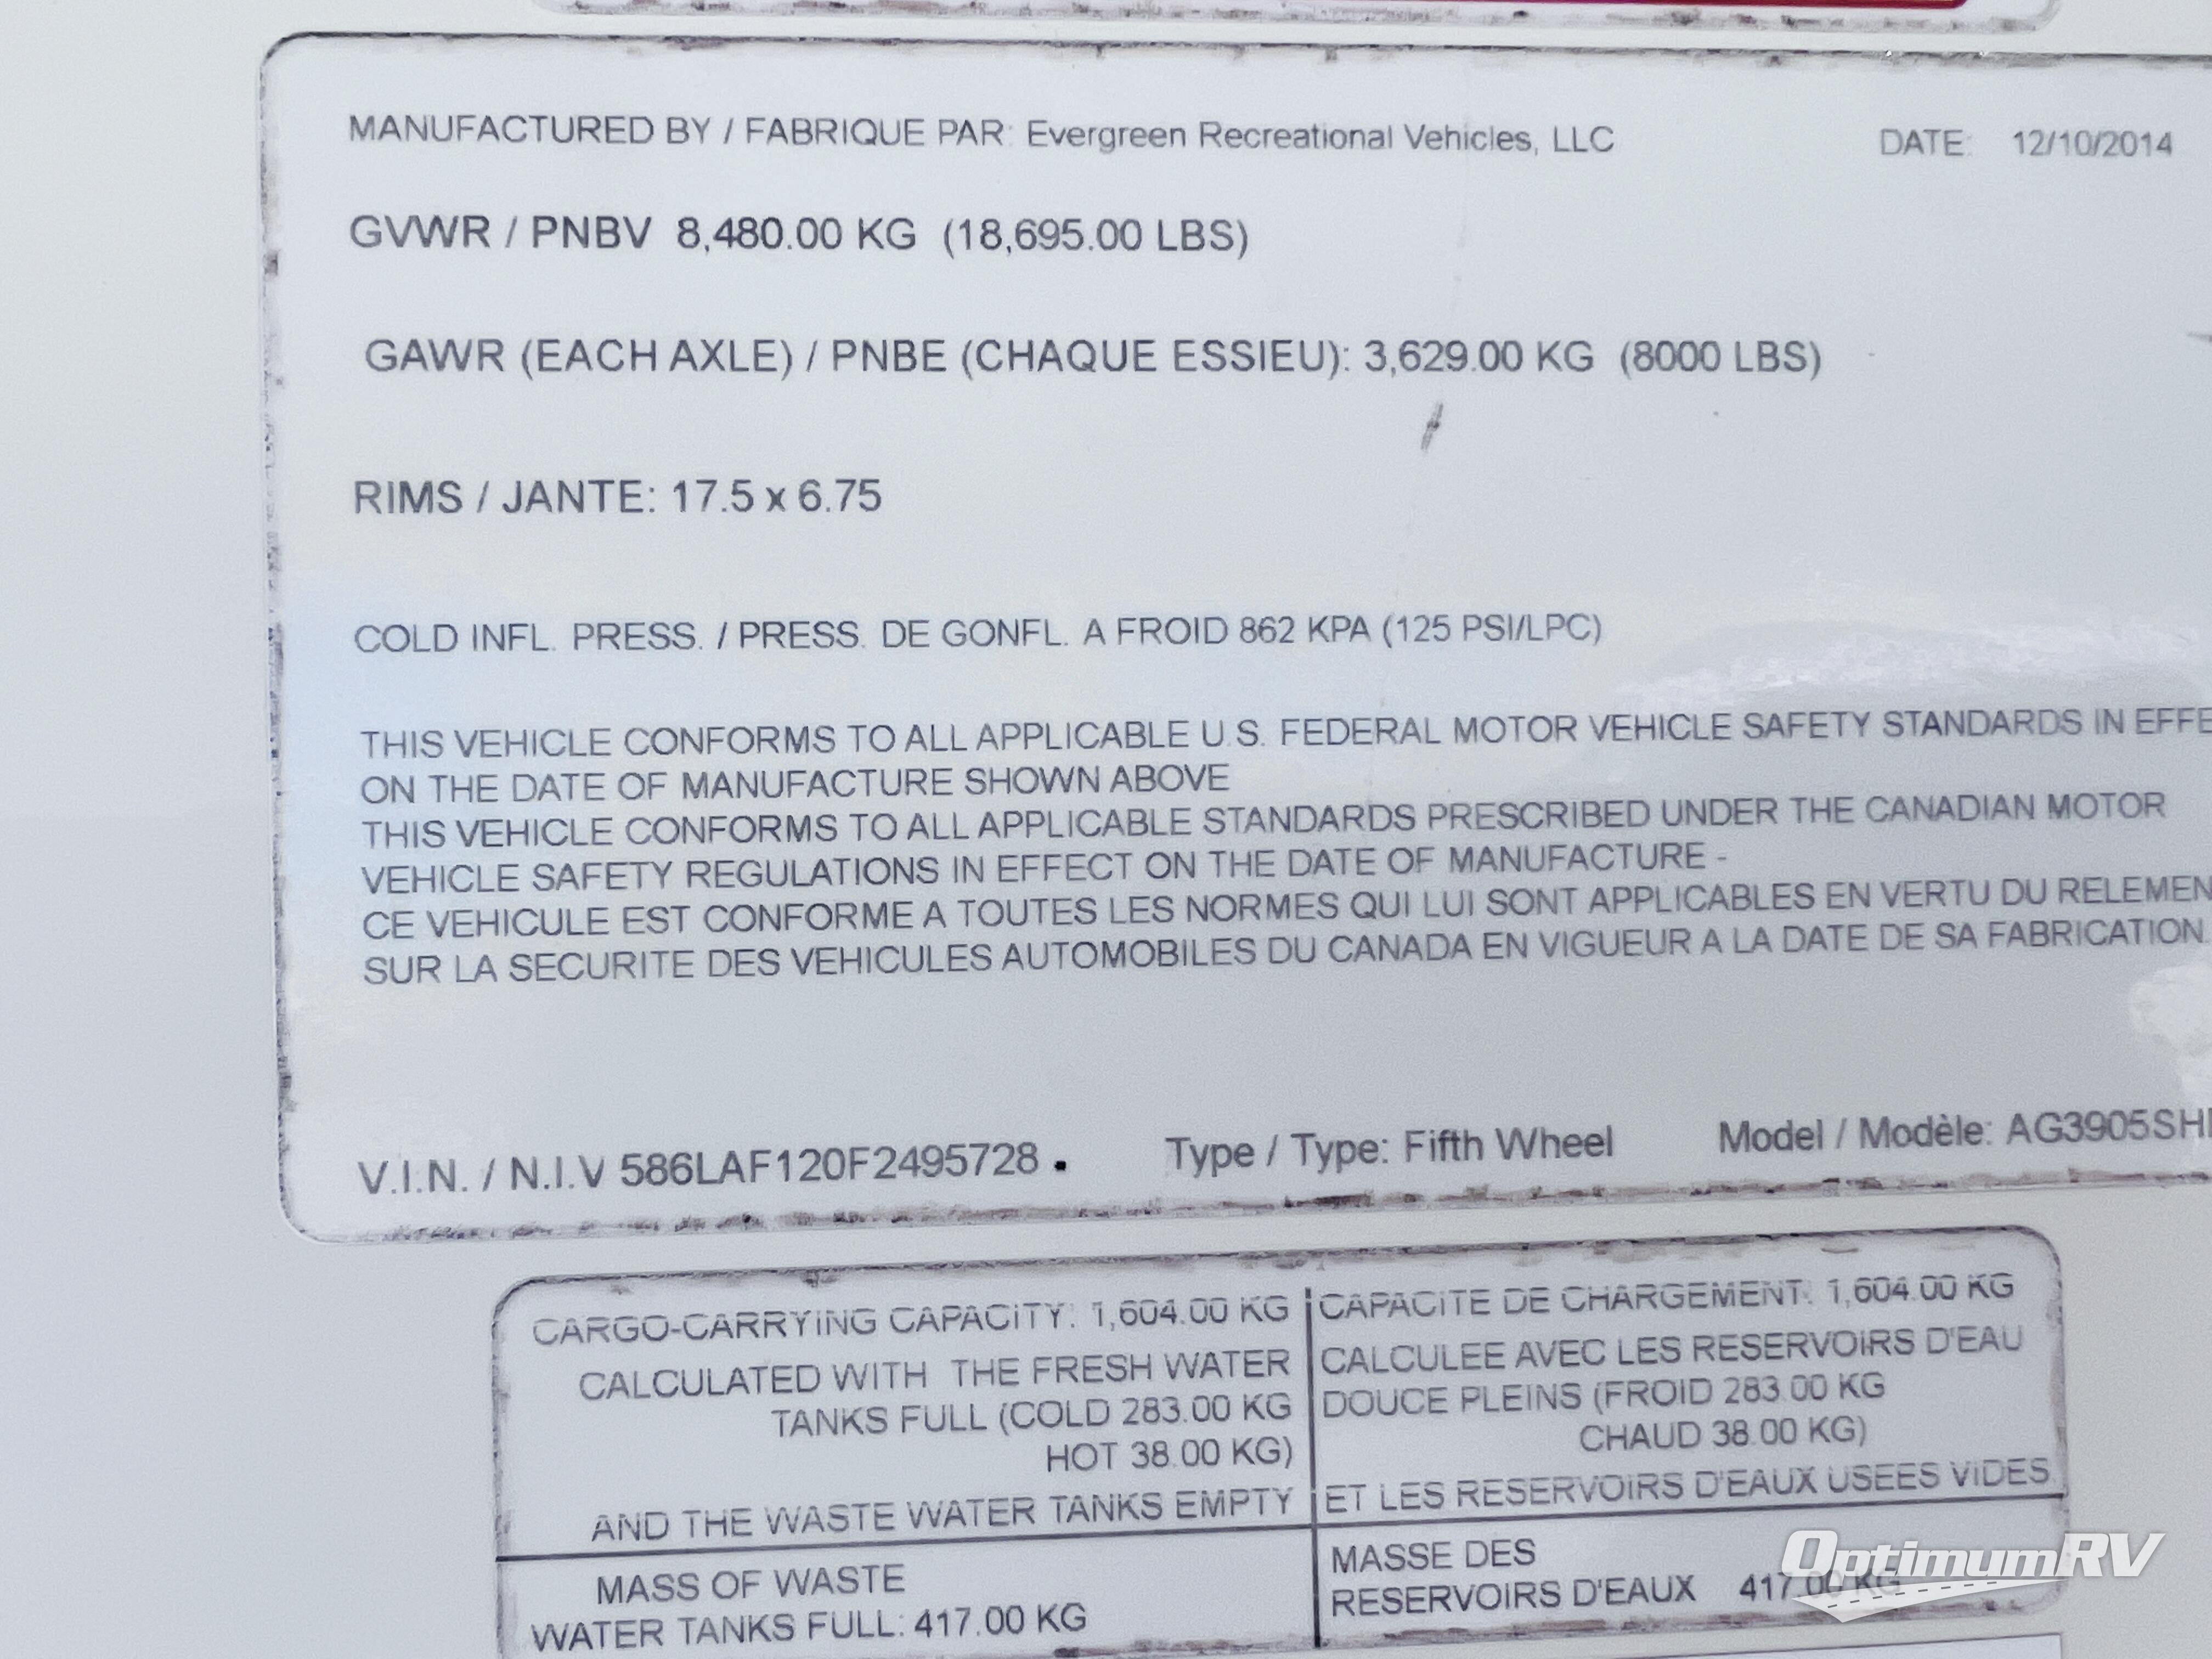 MANUFACTURED BY / FABRIQUE PAR: Evergreen Recreational Vehicles, LLC DATE: 12/10/2014
GVWR / PNBV 8,480.00 KG (18,695.00 LBS)
GAWR (EACH AXLE) / PNBE (CHAQUE ESSIEU): 3,629.00 KG (8000 LBS)
RIMS / JANTE: 17.5 x 6.75
COLD INFL. PRESS. / PRESS. DE GONFL. A FROID 862 KPA (125 PSI/LPC)
THIS VEHICLE CONFORMS TO ALL APPLICABLE U.S. FEDERAL MOTOR VEHICLE SAFETY STANDARDS IN EFFE
ON THE DATE OF MANUFACTURE SHOWN ABOVE
THIS VEHICLE CONFORMS TO ALL APPLICABLE STANDARDS PRESCRIBED UNDER THE CANADIAN MOTOR
VEHICLE SAFETY REGULATIONS IN EFFECT ON THE DATE OF MANUFACTURE -
CE VEHICULE EST CONFORME A TOUTES LES NORMES QUI LUI SONT APPLICABLES EN VERTU DU RELEMEN
SUR LA SECURITE DES VEHICULES AUTOMOBILES DU CANADA EN VIGUEUR A LA DATE DE SA FABRICATION.
V.I.N. / N.I.V 586LAF120F2495728. Type / Type: Fifth Wheel Model / Modèle: AG3905SH
CARGO-CARRYING CAPACITY: 1,604.00 KG
CALCULATED WITH THE FRESH WATER
TANKS FULL (COLD 283.00 KG
HOT 38.00 KG)
AND THE WASTE WATER TANKS EMPTY
CAPACITE DE CHARGEMENT: 1,604.00 KG
CALCULEE AVEC LES RESERVOIRS D'EAU
DOUCE PLEINS (FROID 283.00 KG
CHAUD 38.00 KG)
ET LES RESERVOIRS D'EAUX USEES VIDES
MASS OF WASTE
WATER TANKS FULL: 417.00 KG
MASSE DES
RESERVOIRS D'EAUX 417.00 KG
OptimumRV